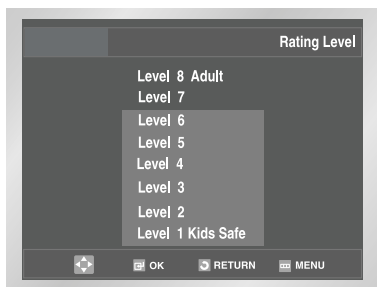 Rating Level
Level 8 Adult
Level 7
Level 6
Level 5
Level 4
Level 3
Level 2
Level 1 Kids Safe
OK RETURN MENU